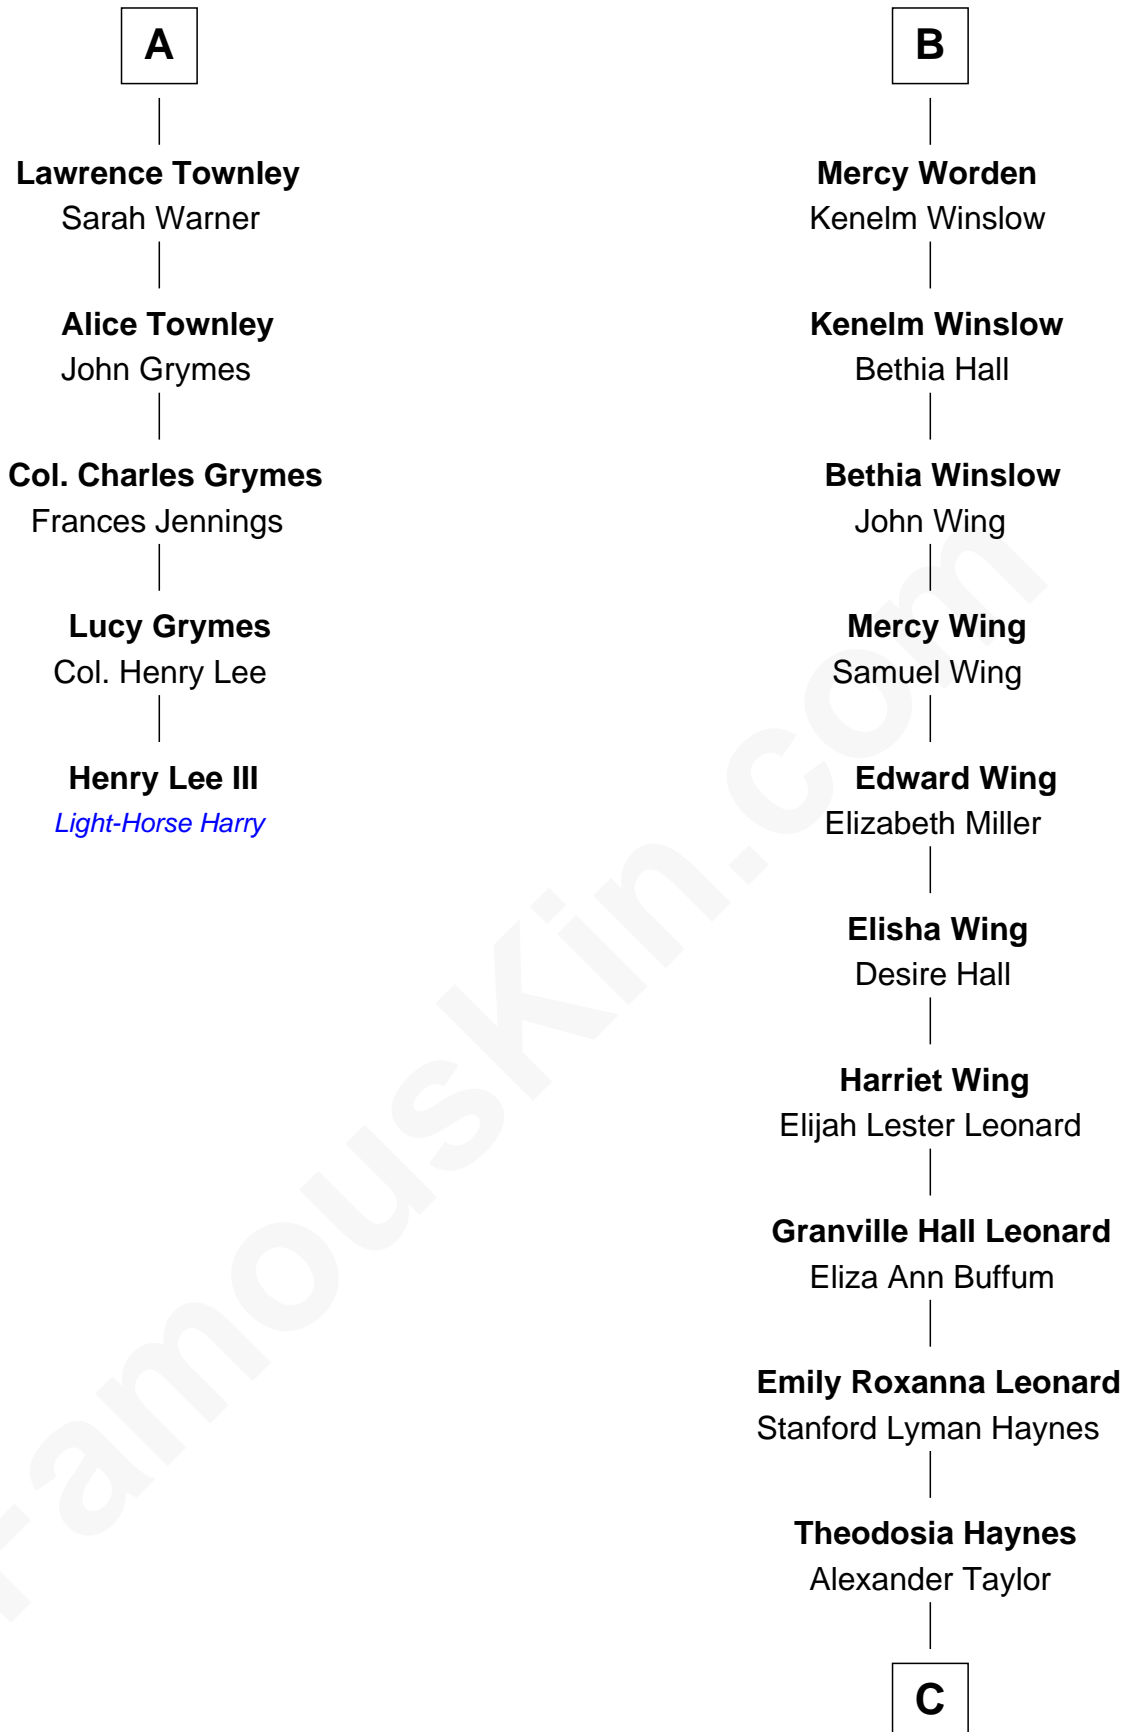 A
Lawrence Townley
Sarah Warner
Alice Townley
John Grymes
Col. Charles Grymes
Frances Jennings
Lucy Grymes
Col. Henry Lee
Henry Lee III
Light-Horse Harry
B
Mercy Worden
Kenelm Winslow
Kenelm Winslow
Bethia Hall
Bethia Winslow
John Wing
Mercy Wing
Samuel Wing
Edward Wing
Elizabeth Miller
Elisha Wing
Desire Hall
Harriet Wing
Elijah Lester Leonard
Granville Hall Leonard
Eliza Ann Buffum
Emily Roxanna Leonard
Stanford Lyman Haynes
Theodosia Haynes
Alexander Taylor
C
FamousKin.com